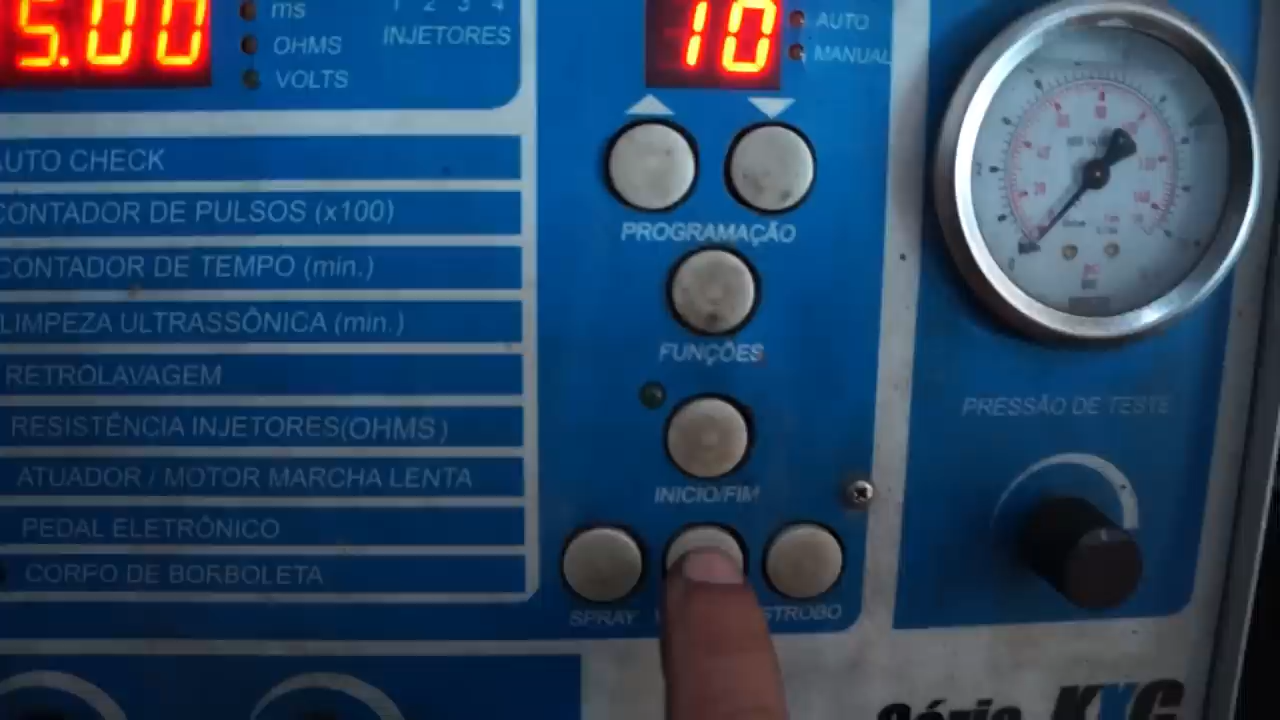 5.00
ms
OHMS
VOLTS
1 2 3 4
INJETORES
10
AUTO
MANUAL
AUTO CHECK
CONTADOR DE PULSOS (x100)
CONTADOR DE TEMPO (min.)
LIMPEZA ULTRASSÔNICA (min.)
RETROLAVAGEM
RESISTÊNCIA INJETORES(OHMS)
ATUADOR / MOTOR MARCHA LENTA
PEDAL ELETRÔNICO
CORPO DE BORBOLETA
PROGRAMAÇÃO
FUNÇÕES
INICIO/FIM
SPRAY
STROBO
PRESSÃO DE TESTE
Série KXC